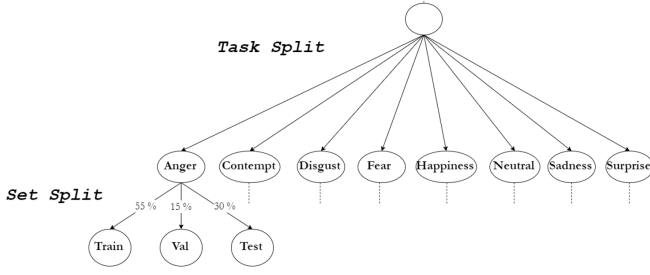 Task Split
Anger Contempt Disgust Fear Happiness Neutral Sadness Surprise
Set Split
55 % 15 % 30 %
Train Val Test